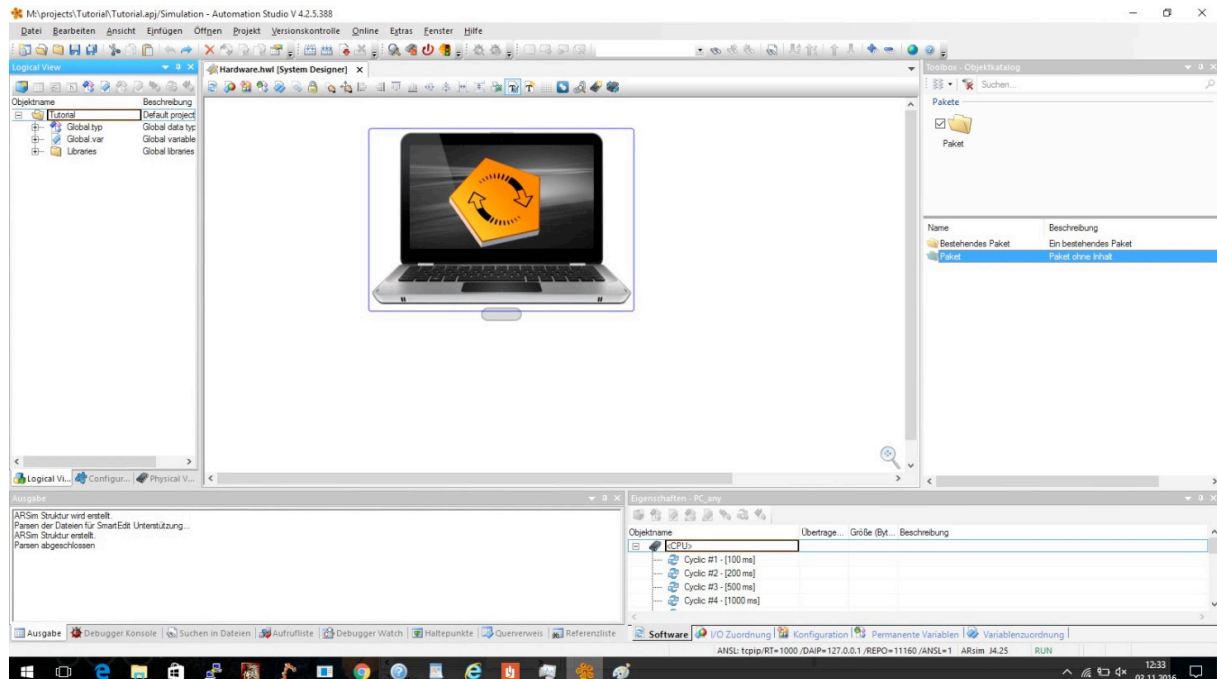 M:\projects\Tutorial\Tutorial.apj/Simulation - Automation Studio V 4.2.5.388
Datei Bearbeiten Ansicht Einfügen Öffnen Projekt Versionskontrolle Online Extras Fenster Hilfe
Logical View
Objektname Beschreibung
Tutorial Default project
Global.typ Global data typ
Global.var Global variable
Libraries Global libraries
Logical Vi... Configur... Physical V...
Hardware.hwl [System Designer]
Toolbox - Objektkatalog
Suchen...
Pakete
Paket
Name Beschreibung
Bestehendes Paket Ein bestehendes Paket
Paket Paket ohne Inhalt
Ausgabe
ARSim Struktur wird erstellt.
Parsen der Dateien für SmartEdit Unterstützung...
ARSim Struktur erstellt.
Parsen abgeschlossen
Ausgabe Debugger Konsole Suchen in Dateien Aufrufliste Debugger Watch Haltepunkte Querverweis Referenzliste
Eigenschaften - PC_any
Objektname Übertrage... Größe (Byt... Beschreibung
<CPU>
Cyclic #1 - [100 ms]
Cyclic #2 - [200 ms]
Cyclic #3 - [500 ms]
Cyclic #4 - [1000 ms]
Software I/O Zuordnung Konfiguration Permanente Variablen Variablenzuordnung
ANSL: tcpip/RT=1000 /DAIP=127.0.0.1 /REPO=11160 /ANSL=1 ARsim J4.25 RUN
12:33
03.11.2016